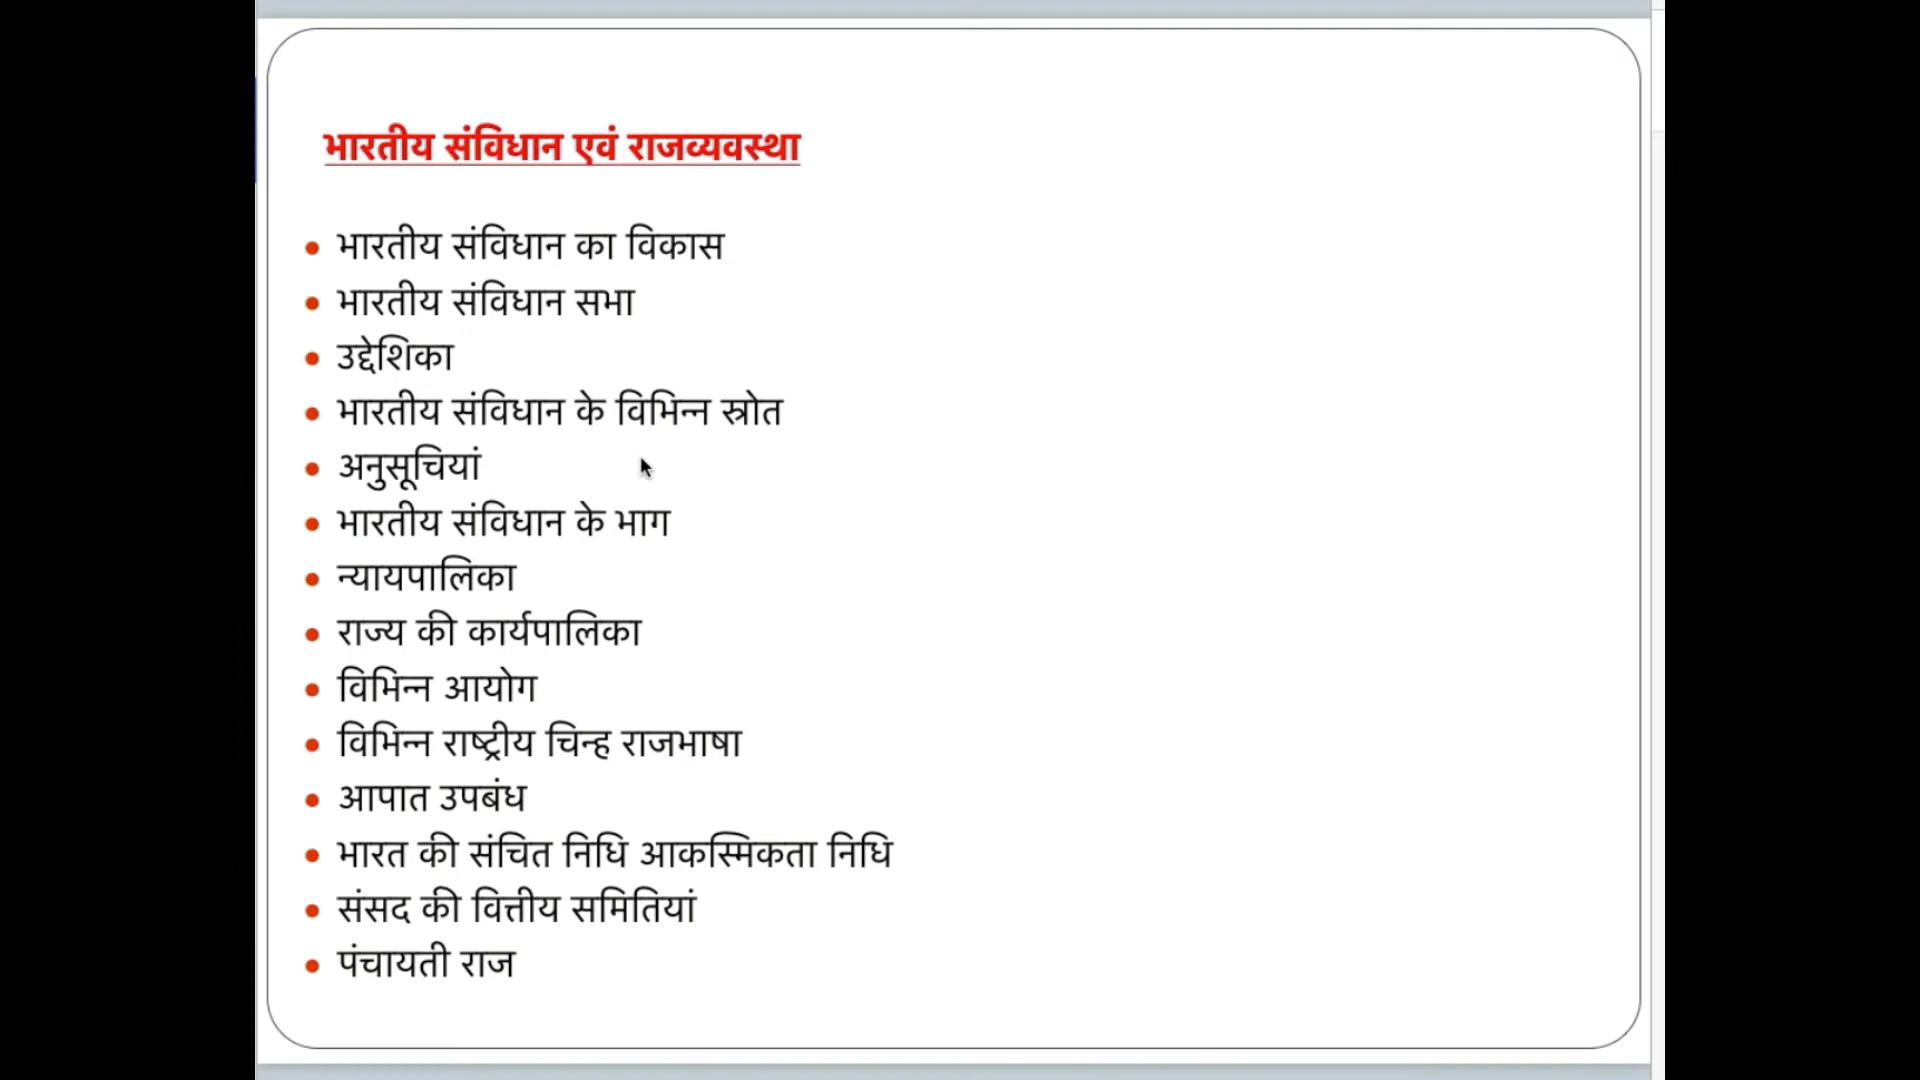 भारतीय संविधान एवं राजव्यवस्था
भारतीय संविधान का विकास
भारतीय संविधान सभा
उद्देशिका
भारतीय संविधान के विभिन्न स्रोत
अनुसूचियां
भारतीय संविधान के भाग
न्यायपालिका
राज्य की कार्यपालिका
विभिन्न आयोग
विभिन्न राष्ट्रीय चिन्ह राजभाषा
आपात उपबंध
भारत की संचित निधि आकस्मिकता निधि
संसद की वित्तीय समितियां
पंचायती राज